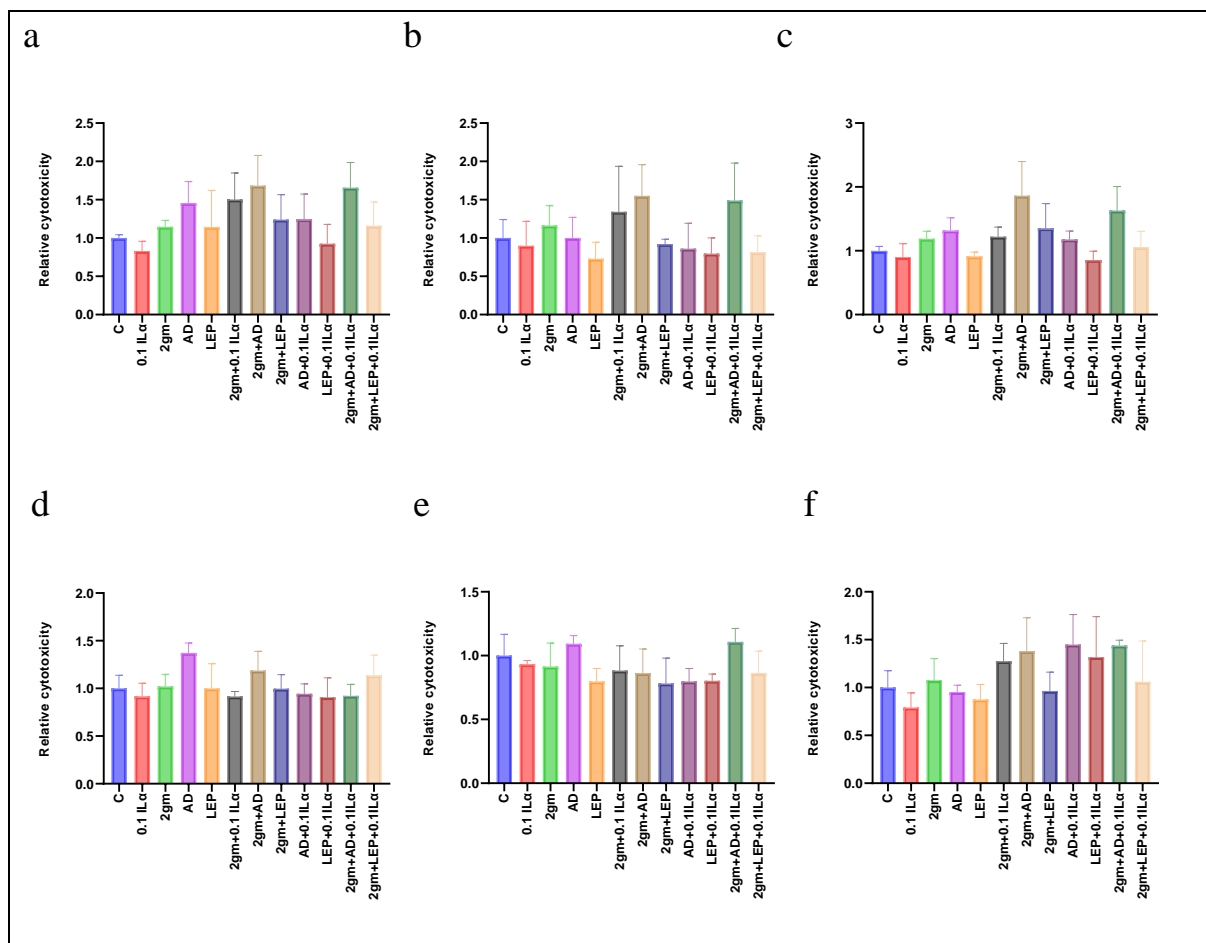 a
b
c
Relative cytotoxicity
2.5
2.0
1.5
1.0
0.5
0.0
C
0.1 ILα
2gm
AD
LEP
2gm+0.1 ILα
2gm+AD
2gm+LEP
AD+0.1ILα
LEP+0.1ILα
2gm+AD+0.1ILα
2gm+LEP+0.1ILα
Relative cytotoxicity
2.5
2.0
1.5
1.0
0.5
0.0
C
0.1 ILα
2gm
AD
LEP
2gm+0.1 ILα
2gm+AD
2gm+LEP
AD+0.1ILα
LEP+0.1ILα
2gm+AD+0.1ILα
2gm+LEP+0.1ILα
Relative cytotoxicity
3
2
1
0
C
0.1 ILα
2gm
AD
LEP
2gm+0.1 ILα
2gm+AD
2gm+LEP
AD+0.1ILα
LEP+0.1ILα
2gm+AD+0.1ILα
2gm+LEP+0.1ILα
d
e
f
Relative cytotoxicity
2.0
1.5
1.0
0.5
0.0
C
0.1 ILα
2gm
AD
LEP
2gm+0.1 ILα
2gm+AD
2gm+LEP
AD+0.1ILα
LEP+0.1ILα
2gm+AD+0.1ILα
2gm+LEP+0.1ILα
Relative cytotoxicity
1.5
1.0
0.5
0.0
C
0.1 ILα
2gm
AD
LEP
2gm+0.1 ILα
2gm+AD
2gm+LEP
AD+0.1ILα
LEP+0.1ILα
2gm+AD+0.1ILα
2gm+LEP+0.1ILα
Relative cytotoxicity
2.0
1.5
1.0
0.5
0.0
C
0.1 ILα
2gm
AD
LEP
2gm+0.1 ILα
2gm+AD
2gm+LEP
AD+0.1ILα
LEP+0.1ILα
2gm+AD+0.1ILα
2gm+LEP+0.1ILα